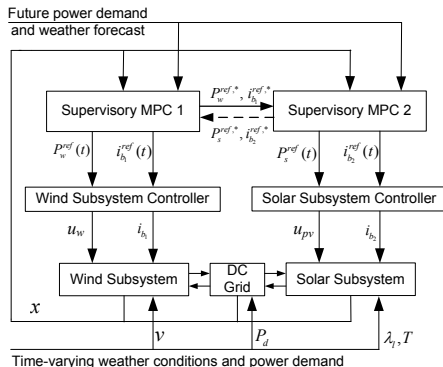 Future power demand
and weather forecast
Supervisory MPC 1
P_w^{ref,*}, i_{b_1}^{ref,*}
P_s^{ref,*}, i_{b_2}^{ref,*}
Supervisory MPC 2
P_w^{ref}(t) i_{b_1}^{ref}(t) P_s^{ref}(t) i_{b_2}^{ref}(t)
Wind Subsystem Controller Solar Subsystem Controller
u_w i_{b_1} u_{pv} i_{b_2}
Wind Subsystem
DC
Grid
Solar Subsystem
x
v P_d λ_l, T
Time-varying weather conditions and power demand